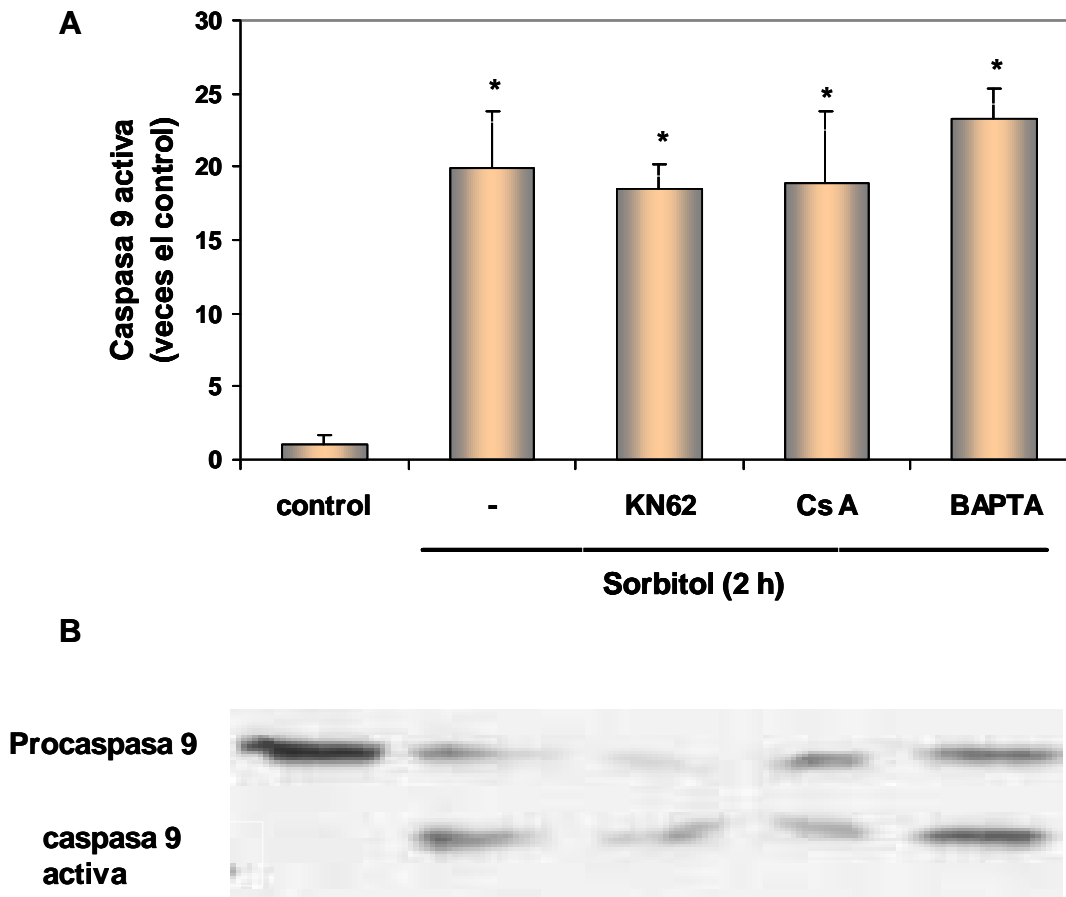 A
30
25
20
15
10
5
0
Caspasa 9 activa
(veces el control)
*
*
*
*
control
-
KN62
Cs A
BAPTA
Sorbitol (2 h)
B
Procaspasa 9
caspasa 9
activa